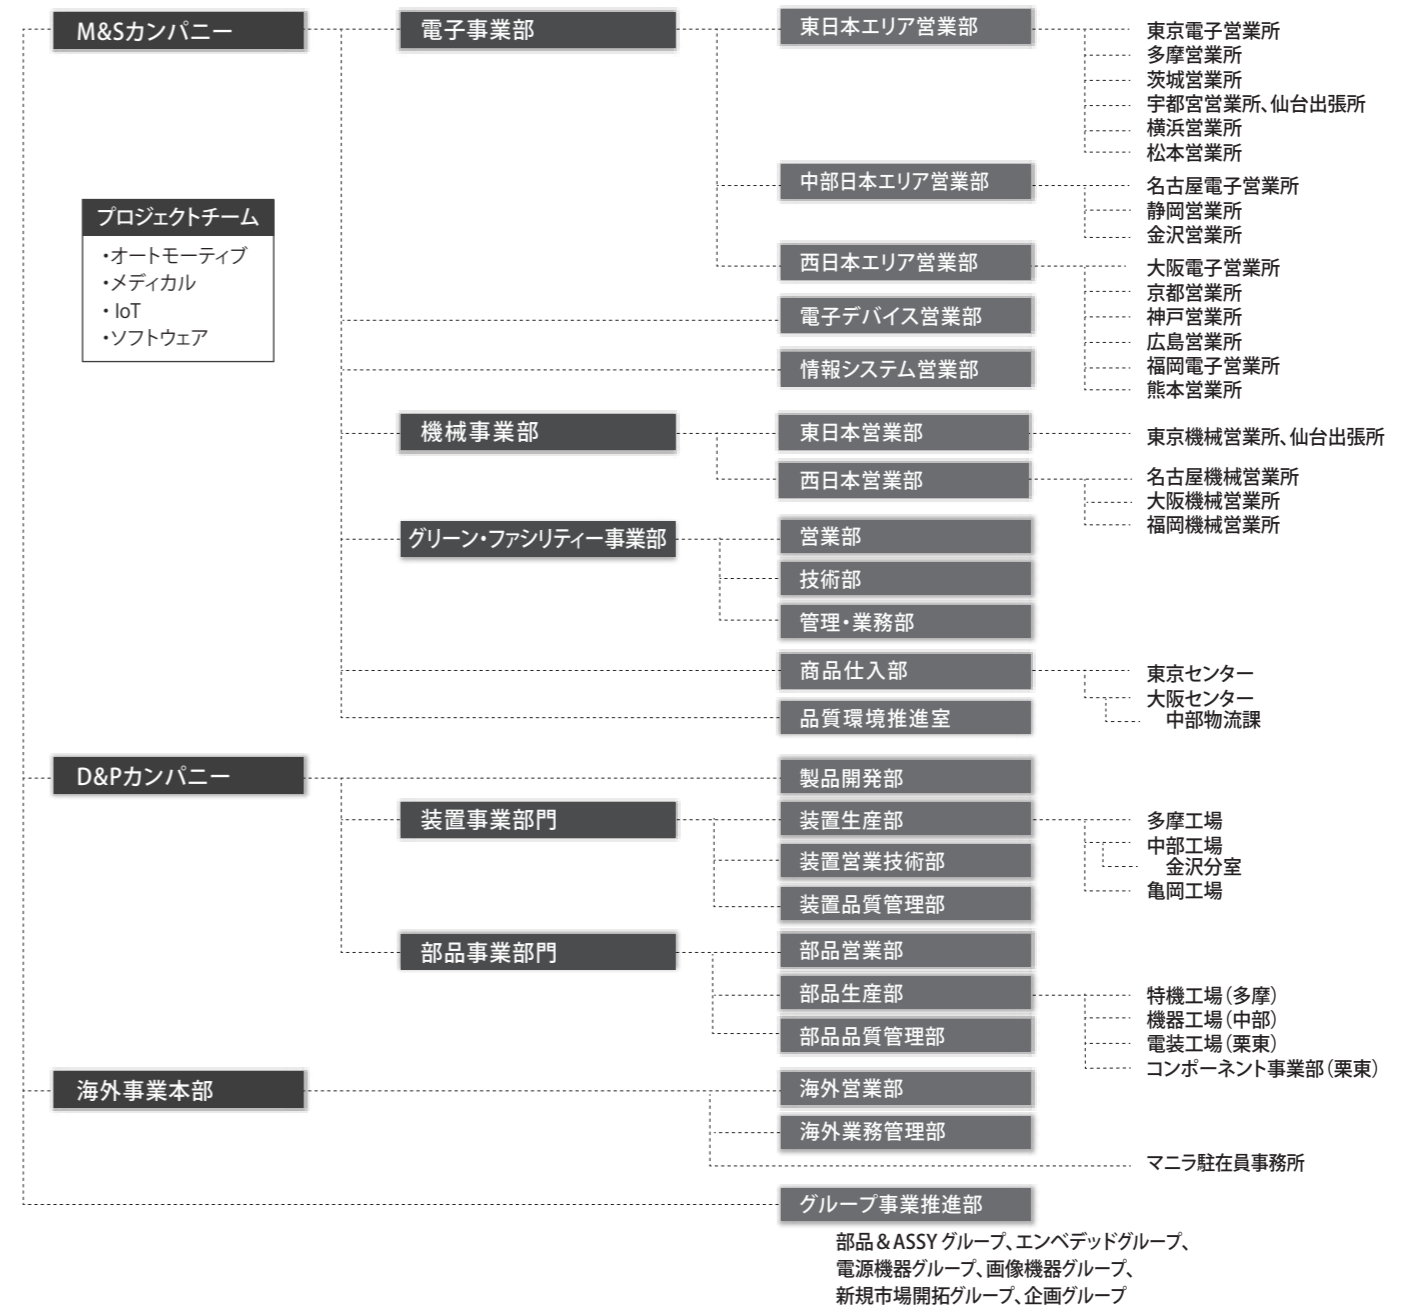 M&Sカンパニー
電子事業部
東日本エリア営業部
東京電子営業所
多摩営業所
茨城営業所
宇都宮営業所、仙台出張所
横浜営業所
松本営業所
中部日本エリア営業部
名古屋電子営業所
静岡営業所
金沢営業所
西日本エリア営業部
大阪電子営業所
京都営業所
神戸営業所
広島営業所
福岡電子営業所
熊本営業所
プロジェクトチーム
・オートモーティブ
・メディカル
・IoT
・ソフトウェア
電子デバイス営業部
情報システム営業部
機械事業部
東日本営業部
東京機械営業所、仙台出張所
西日本営業部
名古屋機械営業所
大阪機械営業所
福岡機械営業所
グリーン・ファシリティー事業部
営業部
技術部
管理・業務部
商品仕入部
東京センター
大阪センター
中部物流課
品質環境推進室
D&Pカンパニー
製品開発部
装置事業部門
装置生産部
多摩工場
中部工場
金沢分室
亀岡工場
装置営業技術部
装置品質管理部
部品事業部門
部品営業部
部品生産部
特機工場(多摩)
機器工場(中部)
電装工場(栗東)
コンポーネント事業部(栗東)
部品品質管理部
海外事業本部
海外営業部
海外業務管理部
マニラ駐在員事務所
グループ事業推進部
部品&ASSYグループ、エンベデッドグループ、
電源機器グループ、画像機器グループ、
新規市場開拓グループ、企画グループ